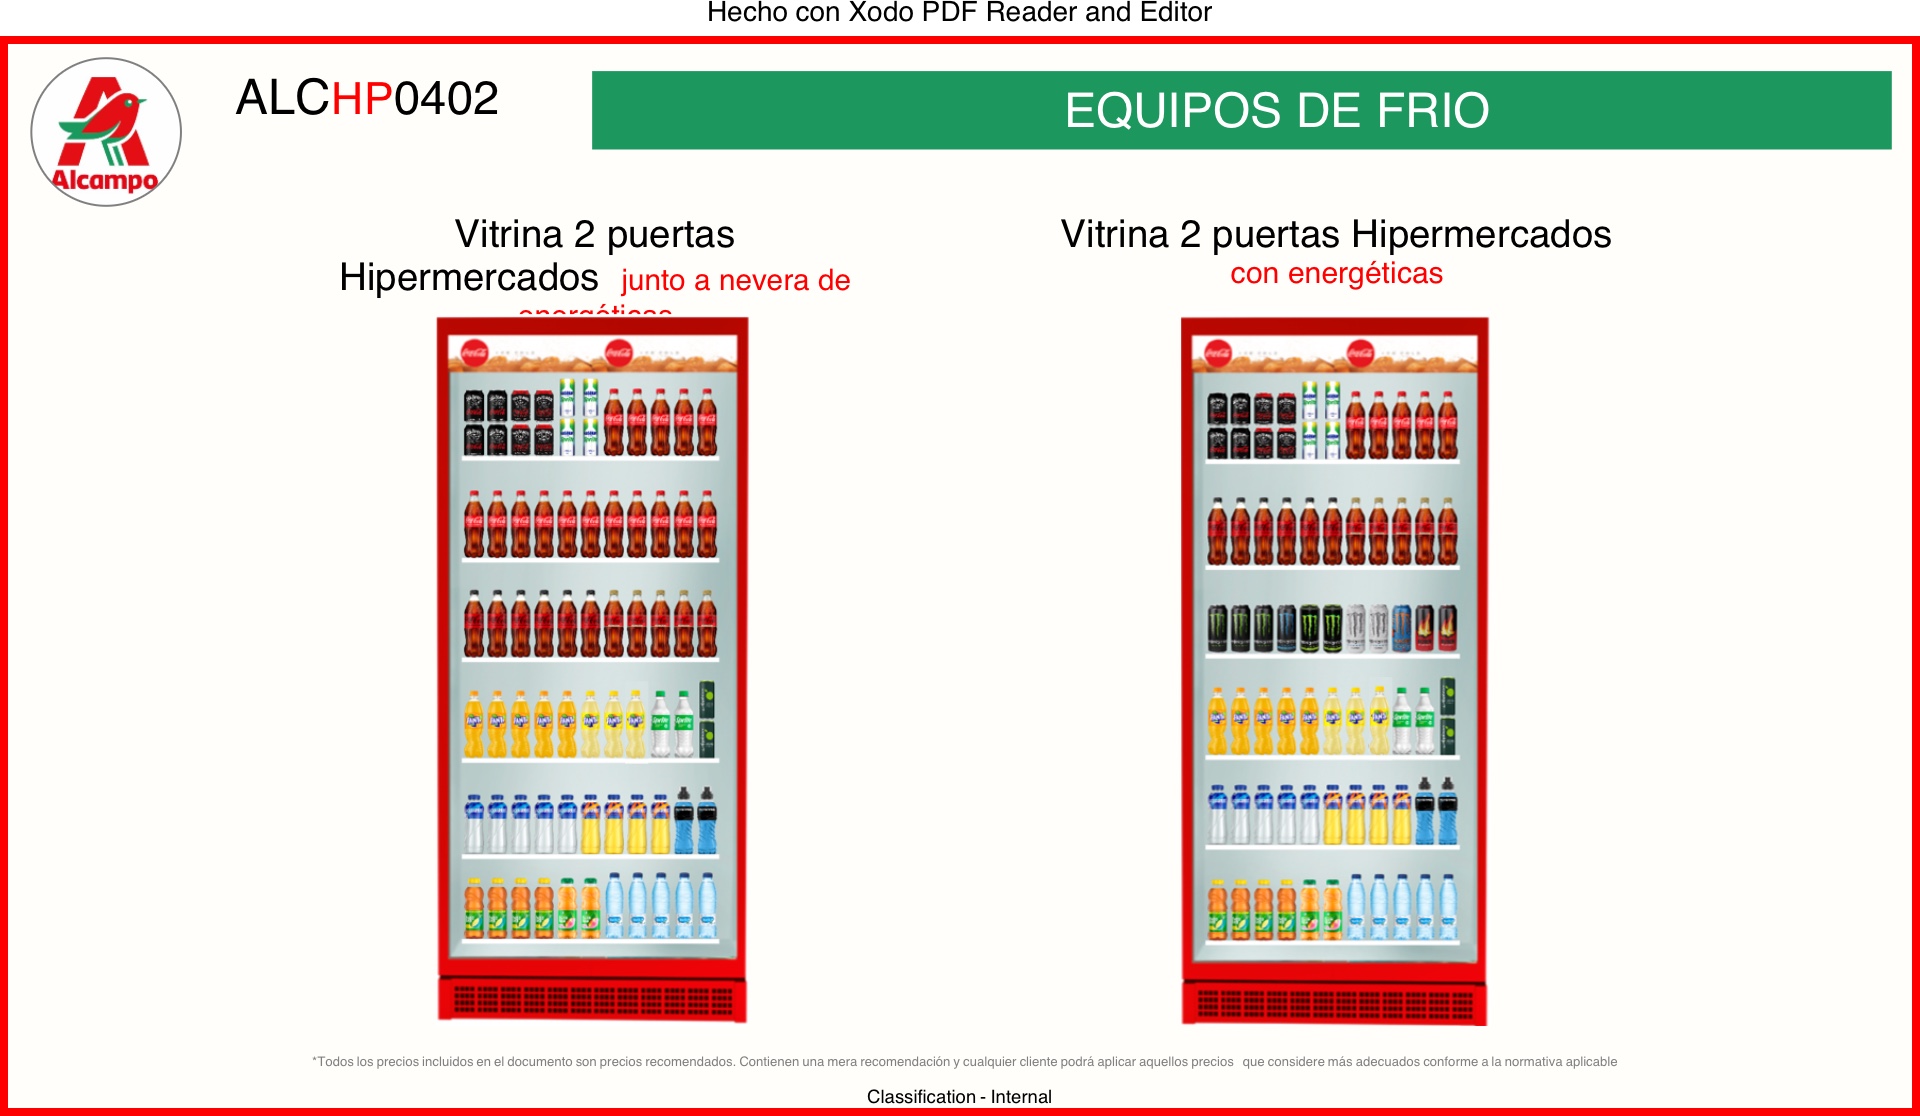 Hecho con Xodo PDF Reader and Editor
Alcampo
ALCHP0402
EQUIPOS DE FRIO
Vitrina 2 puertas
Hipermercados junto a nevera de
energéticas
Vitrina 2 puertas Hipermercados
con energéticas
*Todos los precios incluidos en el documento son precios recomendados. Contienen una mera recomendación y cualquier cliente podrá aplicar aquellos precios que considere más adecuados conforme a la normativa aplicable
Classification - Internal